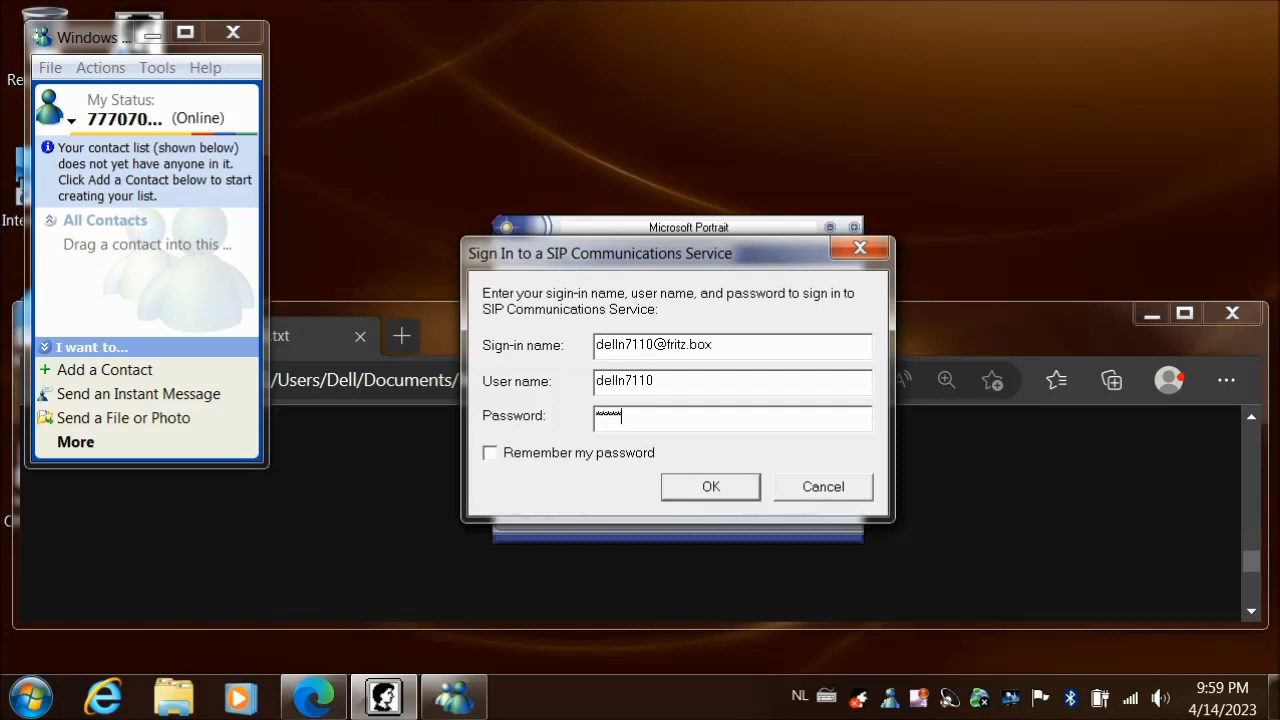 Windows ...
File Actions Tools Help
My Status:
777070... (Online)
Your contact list (shown below)
does not yet have anyone in it.
Click Add a Contact below to start
creating your list.
All Contacts
Drag a contact into this ...
I want to...
Add a Contact
Send an Instant Message
Send a File or Photo
More
Microsoft Portrait
Sign In to a SIP Communications Service
Enter your sigin-in name, user name, and password to sign in to
SIP Communications Service:
Sign-in name: delln7110@fritz.box
User name: delln7110
Password: *****
Remember my password
OK Cancel
.txt
/Users/Dell/Documents/
Re
Inte
NL
9:59 PM
4/14/2023